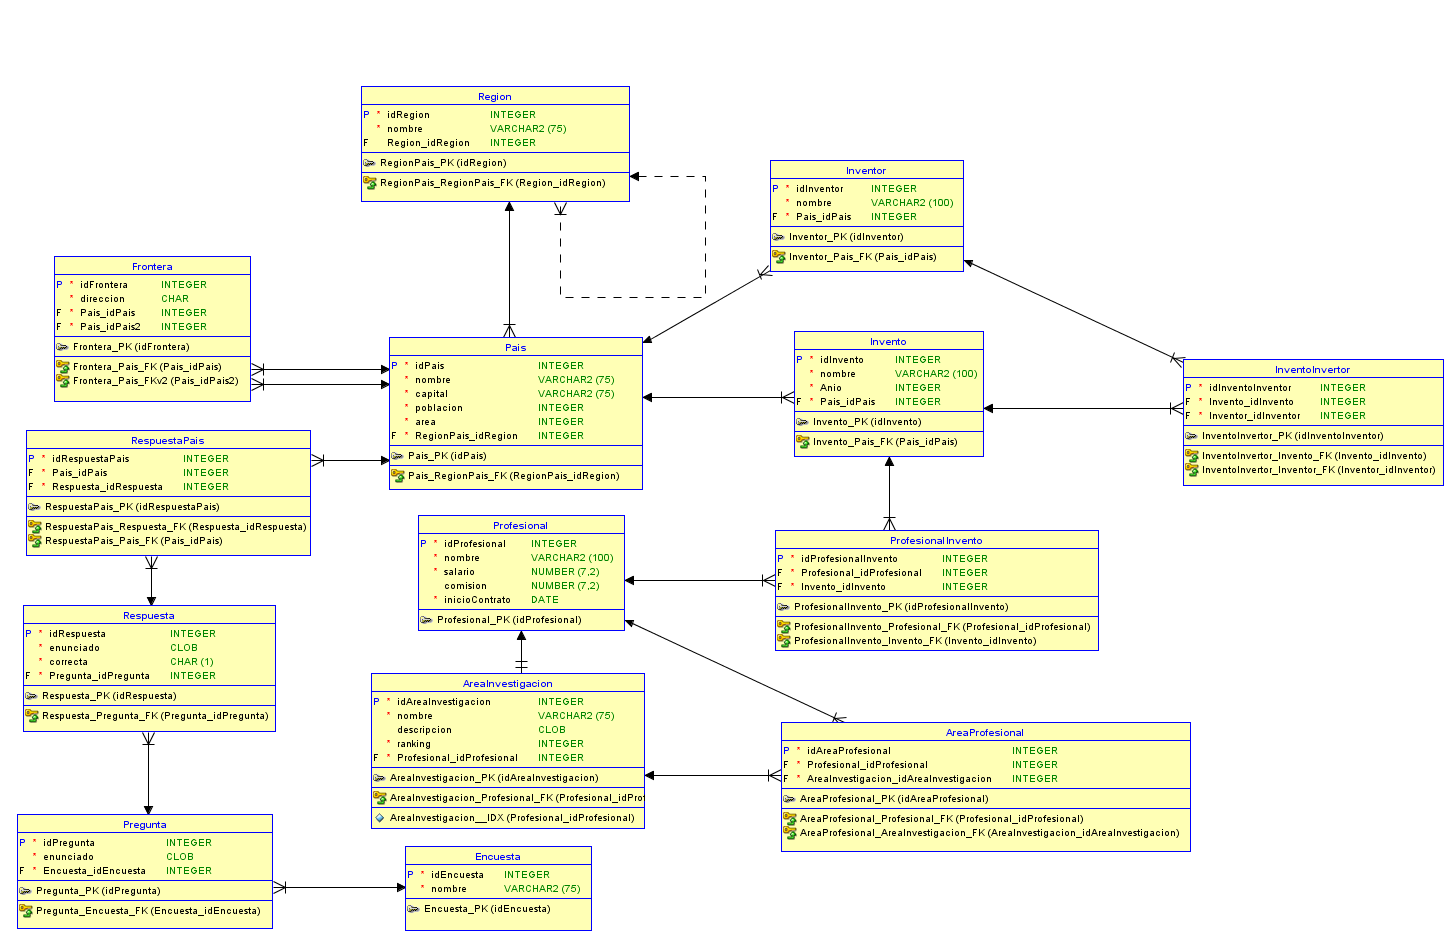 Region
P * idRegion INTEGER
* nombre VARCHAR2 (75)
F Region_idRegion INTEGER
RegionPais_PK (idRegion)
RegionPais_RegionPais_FK (Region_idRegion)
Inventor
P * idInventor INTEGER
* nombre VARCHAR2 (100)
F * Pais_idPais INTEGER
Inventor_PK (idInventor)
Inventor_Pais_FK (Pais_idPais)
Frontera
P * idFrontera INTEGER
* direccion CHAR
F * Pais_idPais INTEGER
F * Pais_idPais2 INTEGER
Frontera_PK (idFrontera)
Frontera_Pais_FK (Pais_idPais)
Frontera_Pais_FKv2 (Pais_idPais2)
Pais
P * idPais INTEGER
* nombre VARCHAR2 (75)
* capital VARCHAR2 (75)
* poblacion INTEGER
* area INTEGER
F * RegionPais_idRegion INTEGER
Pais_PK (idPais)
Pais_RegionPais_FK (RegionPais_idRegion)
Invento
P * idInvento INTEGER
* nombre VARCHAR2 (100)
* Anio INTEGER
F * Pais_idPais INTEGER
Invento_PK (idInvento)
Invento_Pais_FK (Pais_idPais)
InventoInvertor
P * idInventoInventor INTEGER
F * Invento_idInvento INTEGER
F * Inventor_idInventor INTEGER
InventoInvertor_PK (idInventoInventor)
InventoInvertor_Invento_FK (Invento_idInvento)
InventoInvertor_Inventor_FK (Inventor_idInventor)
RespuestaPais
P * idRespuestaPais INTEGER
F * Pais_idPais INTEGER
F * Respuesta_idRespuesta INTEGER
RespuestaPais_PK (idRespuestaPais)
RespuestaPais_Respuesta_FK (Respuesta_idRespuesta)
RespuestaPais_Pais_FK (Pais_idPais)
Profesional
P * idProfesional INTEGER
* nombre VARCHAR2 (100)
* salario NUMBER (7,2)
comision NUMBER (7,2)
* inicioContrato DATE
Profesional_PK (idProfesional)
ProfesionalInvento
P * idProfesionalInvento INTEGER
F * Profesional_idProfesional INTEGER
F * Invento_idInvento INTEGER
ProfesionalInvento_PK (idProfesionalInvento)
ProfesionalInvento_Profesional_FK (Profesional_idProfesional)
ProfesionalInvento_Invento_FK (Invento_idInvento)
Respuesta
P * idRespuesta INTEGER
* enunciado CLOB
* correcta CHAR (1)
F * Pregunta_idPregunta INTEGER
Respuesta_PK (idRespuesta)
Respuesta_Pregunta_FK (Pregunta_idPregunta)
AreaInvestigacion
P * idAreaInvestigacion INTEGER
* nombre VARCHAR2 (75)
descripcion CLOB
* ranking INTEGER
F * Profesional_idProfesional INTEGER
AreaInvestigacion_PK (idAreaInvestigacion)
AreaInvestigacion_Profesional_FK (Profesional_idProf
AreaInvestigacion__IDX (Profesional_idProfesional)
AreaProfesional
P * idAreaProfesional INTEGER
F * Profesional_idProfesional INTEGER
F * AreaInvestigacion_idAreaInvestigacion INTEGER
AreaProfesional_PK (idAreaProfesional)
AreaProfesional_Profesional_FK (Profesional_idProfesional)
AreaProfesional_AreaInvestigacion_FK (AreaInvestigacion_idAreaInvestigacion)
Pregunta
P * idPregunta INTEGER
* enunciado CLOB
F * Encuesta_idEncuesta INTEGER
Pregunta_PK (idPregunta)
Pregunta_Encuesta_FK (Encuesta_idEncuesta)
Encuesta
P * idEncuesta INTEGER
* nombre VARCHAR2 (75)
Encuesta_PK (idEncuesta)